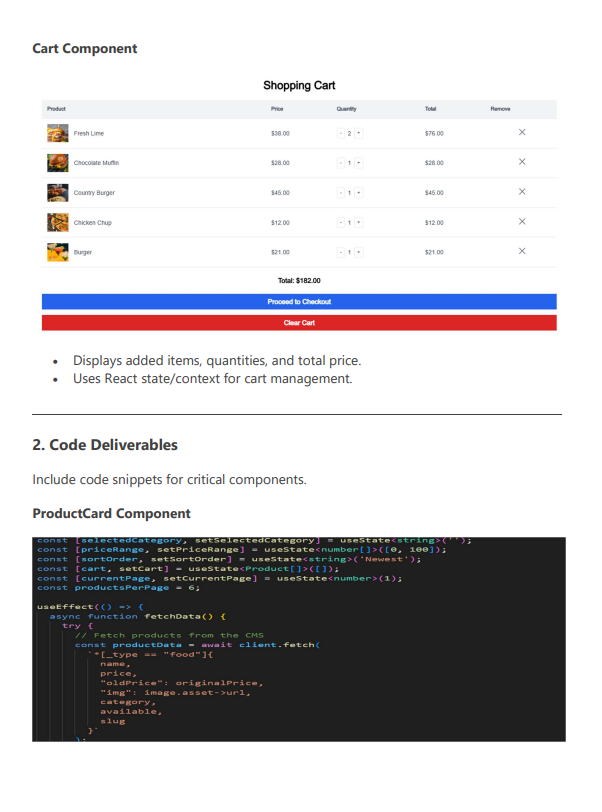 Cart Component
Shopping Cart
Product Price Quantity Total Remove
Fresh Lime $38.00 - 2 + $76.00 ×
Chocolate Muffin $28.00 - 1 + $28.00 ×
Country Burger $45.00 - 1 + $45.00 ×
Chicken Chup $12.00 - 1 + $12.00 ×
Burger $21.00 - 1 + $21.00 ×
Total: $182.00
Proceed to Checkout
Clear Cart
• Displays added items, quantities, and total price.
• Uses React state/context for cart management.
2. Code Deliverables
Include code snippets for critical components.
ProductCard Component
const [selectedCategory, setSelectedCategory] = useState<string>('');
const [priceRange, setPriceRange] = useState<number[]>([0, 100]);
const [sortOrder, setSortOrder] = useState<string>('Newest');
const [cart, setCart] = useState<Product[]>([]);
const [currentPage, setCurrentPage] = useState<number>(1);
const productsPerPage = 6;
useEffect(() => {
async function fetchData() {
try {
// Fetch products from the CMS
const productData = await client.fetch(
`*[_type == "food"]{
name,
price,
"oldPrice": originalPrice,
"img": image.asset->url,
category,
available,
slug
}`
);